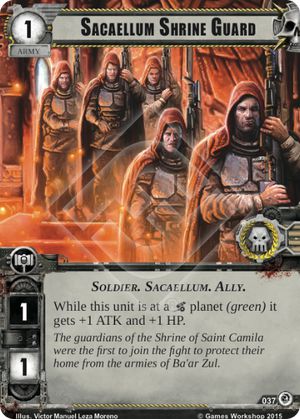 1
ARMY
SACAELLUM SHRINE GUARD
SOLDIER. SACAELLUM. ALLY.
1
1
While this unit is at a planet (green) it
gets +1 ATK and +1 HP.
The guardians of the Shrine of Saint Camila
were the first to join the fight to protect their
home from the armies of Ba'ar Zul.
037
Illus. Victor Manuel Leza Moreno
© Games Workshop 2015